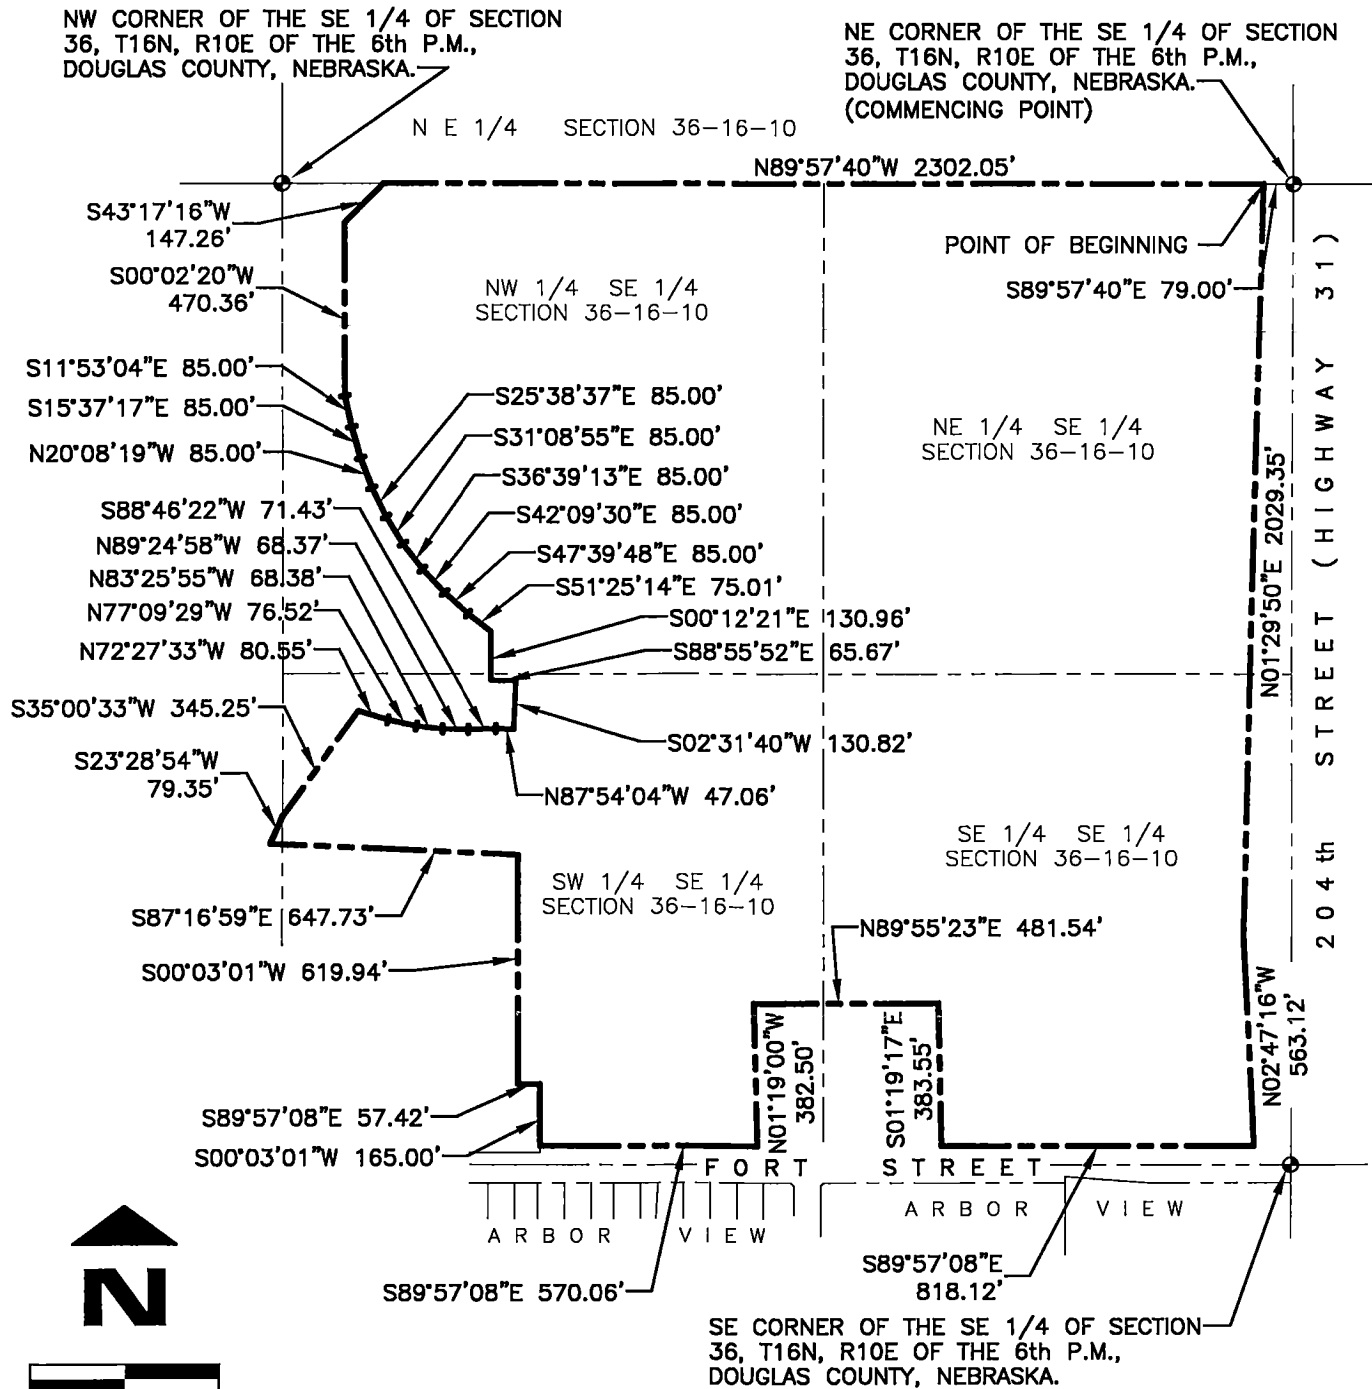 NW CORNER OF THE SE 1/4 OF SECTION
36, T16N, R10E OF THE 6th P.M.,
DOUGLAS COUNTY, NEBRASKA.
NE CORNER OF THE SE 1/4 OF SECTION
36, T16N, R10E OF THE 6th P.M.,
DOUGLAS COUNTY, NEBRASKA.
(COMMENCING POINT)
N E 1/4 SECTION 36-16-10
N89°57'40"W 2302.05'
S43°17'16"W
147.26'
POINT OF BEGINNING
S00°02'20"W
470.36'
S89°57'40"E 79.00'
NW 1/4 SE 1/4
SECTION 36-16-10
S11°53'04"E 85.00'
S15°37'17"E 85.00'
N20°08'19"W 85.00'
S25°38'37"E 85.00'
S31°08'55"E 85.00'
S36°39'13"E 85.00'
S42°09'30"E 85.00'
S47°39'48"E 85.00'
S51°25'14"E 75.01'
NE 1/4 SE 1/4
SECTION 36-16-10
S88°46'22"W 71.43'
N89°24'58"W 68.37'
N83°25'55"W 68.38'
N77°09'29"W 76.52'
N72°27'33"W 80.55'
S00°12'21"E 130.96'
S88°55'52"E 65.67'
N01°29'50"E 2029.35'
204th STREET (HIGHWAY 31)
S35°00'33"W 345.25'
S02°31'40"W 130.82'
S23°28'54"W
79.35'
N87°54'04"W 47.06'
SE 1/4 SE 1/4
SECTION 36-16-10
SW 1/4 SE 1/4
SECTION 36-16-10
S87°16'59"E 647.73'
N89°55'23"E 481.54'
S00°03'01"W 619.94'
N01°19'00"W
382.50'
S01°19'17"E
383.55'
N02°47'16"W
563.12'
S89°57'08"E 57.42'
S00°03'01"W 165.00'
FORT STREET
ARBOR VIEW
ARBOR VIEW
S89°57'08"E 570.06'
S89°57'08"E
818.12'
N
SE CORNER OF THE SE 1/4 OF SECTION
36, T16N, R10E OF THE 6th P.M.,
DOUGLAS COUNTY, NEBRASKA.